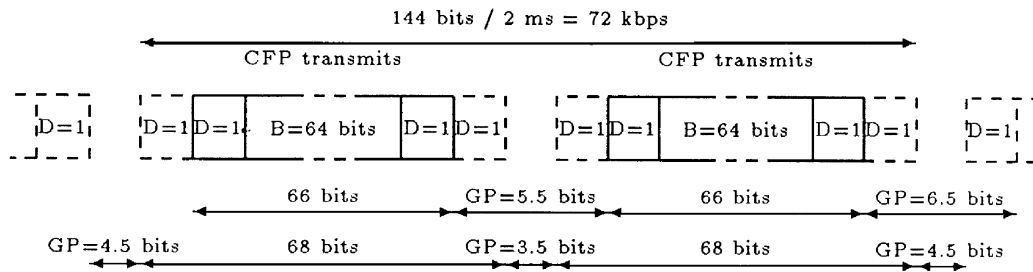 144 bits / 2 ms = 72 kbps
CFP transmits CFP transmits
D=1 D=1 D=1 B=64 bits D=1 D=1 D=1 D=1 B=64 bits D=1 D=1 D=1
66 bits GP=5.5 bits 66 bits GP=6.5 bits
GP=4.5 bits 68 bits GP=3.5 bits 68 bits GP=4.5 bits